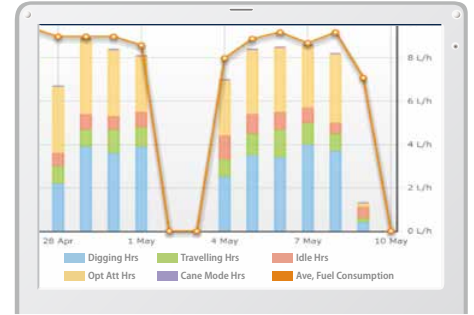 8 L/h
6 L/h
4 L/h
2 L/h
0 L/h
28 Apr 1 May 4 May 7 May 10 May
Digging Hrs Travelling Hrs Idle Hrs
Opt Att Hrs Cane Mode Hrs Ave, Fuel Consumption